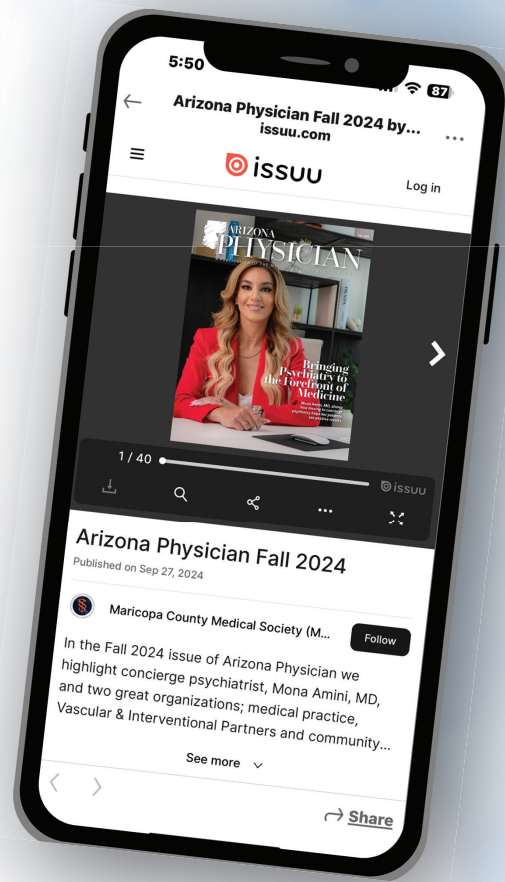 5:50
87
Arizona Physician Fall 2024 by...
issuu.com
issuu
Log in
ARIZONA
PHYSICIAN
Bringing
Psychiatry to
the Forefront of
Medicine
1 / 40
issuu
Arizona Physician Fall 2024
Published on Sep 27, 2024
Maricopa County Medical Society (M...
Follow
In the Fall 2024 issue of Arizona Physician we
highlight concierge psychiatrist, Mona Amini, MD,
and two great organizations; medical practice,
Vascular & Interventional Partners and community...
See more
Share